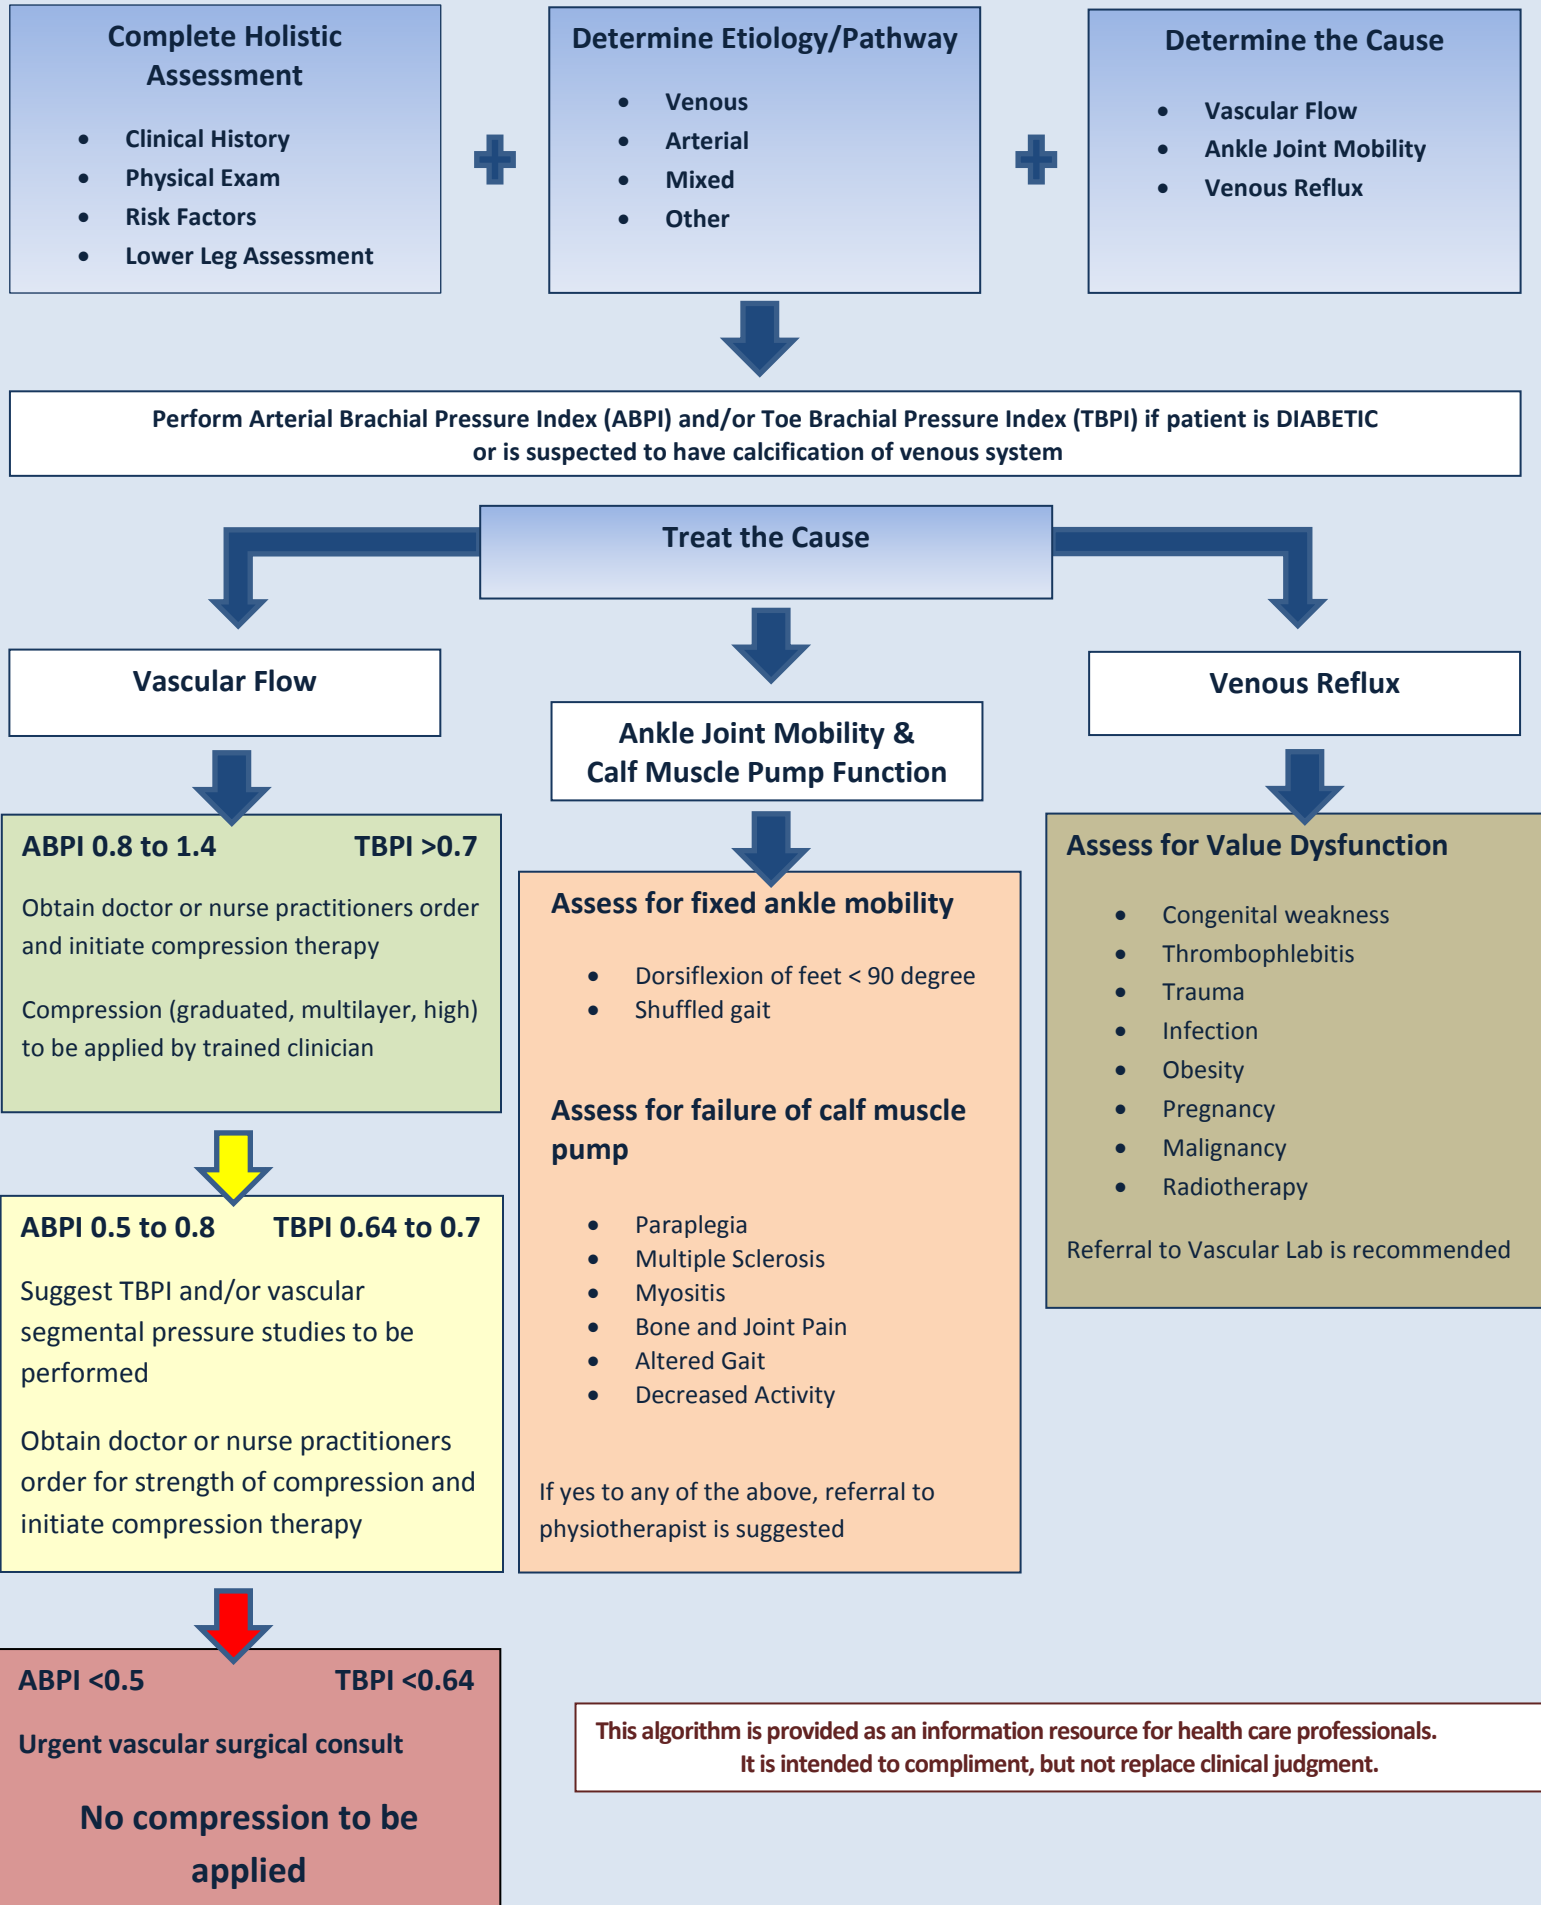 Complete Holistic
Assessment
• Clinical History
• Physical Exam
• Risk Factors
• Lower Leg Assessment
Determine Etiology/Pathway
• Venous
• Arterial
• Mixed
• Other
Determine the Cause
• Vascular Flow
• Ankle Joint Mobility
• Venous Reflux
Perform Arterial Brachial Pressure Index (ABPI) and/or Toe Brachial Pressure Index (TBPI) if patient is DIABETIC
or is suspected to have calcification of venous system
Treat the Cause
Vascular Flow
ABPI 0.8 to 1.4 TBPI >0.7
Obtain doctor or nurse practitioners order
and initiate compression therapy
Compression (graduated, multilayer, high)
to be applied by trained clinician
ABPI 0.5 to 0.8 TBPI 0.64 to 0.7
Suggest TBPI and/or vascular
segmental pressure studies to be
performed
Obtain doctor or nurse practitioners
order for strength of compression and
initiate compression therapy
ABPI <0.5 TBPI <0.64
Urgent vascular surgical consult
No compression to be
applied
Ankle Joint Mobility &
Calf Muscle Pump Function
Assess for fixed ankle mobility
• Dorsiflexion of feet < 90 degree
• Shuffled gait
Assess for failure of calf muscle
pump
• Paraplegia
• Multiple Sclerosis
• Myositis
• Bone and Joint Pain
• Altered Gait
• Decreased Activity
If yes to any of the above, referral to
physiotherapist is suggested
Venous Reflux
Assess for Value Dysfunction
• Congenital weakness
• Thrombophlebitis
• Trauma
• Infection
• Obesity
• Pregnancy
• Malignancy
• Radiotherapy
Referral to Vascular Lab is recommended
This algorithm is provided as an information resource for health care professionals.
It is intended to compliment, but not replace clinical judgment.